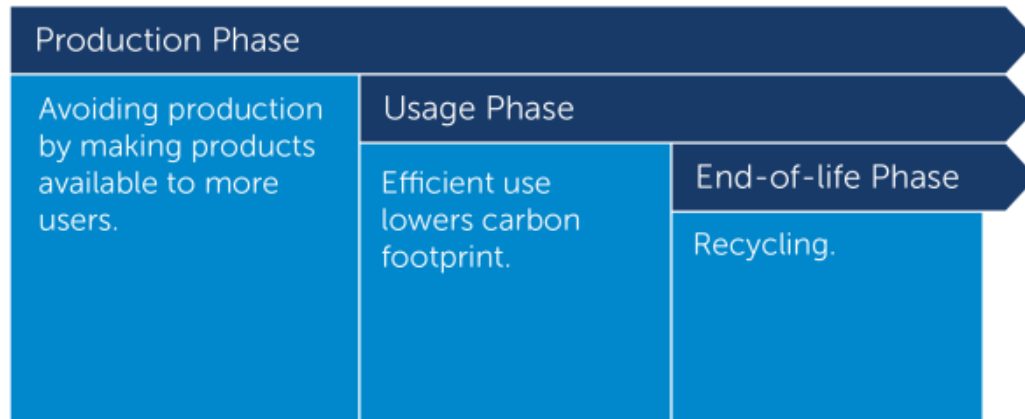 Production Phase
Avoiding production
by making products
available to more
users.
Usage Phase
Efficient use
lowers carbon
footprint.
End-of-life Phase
Recycling.